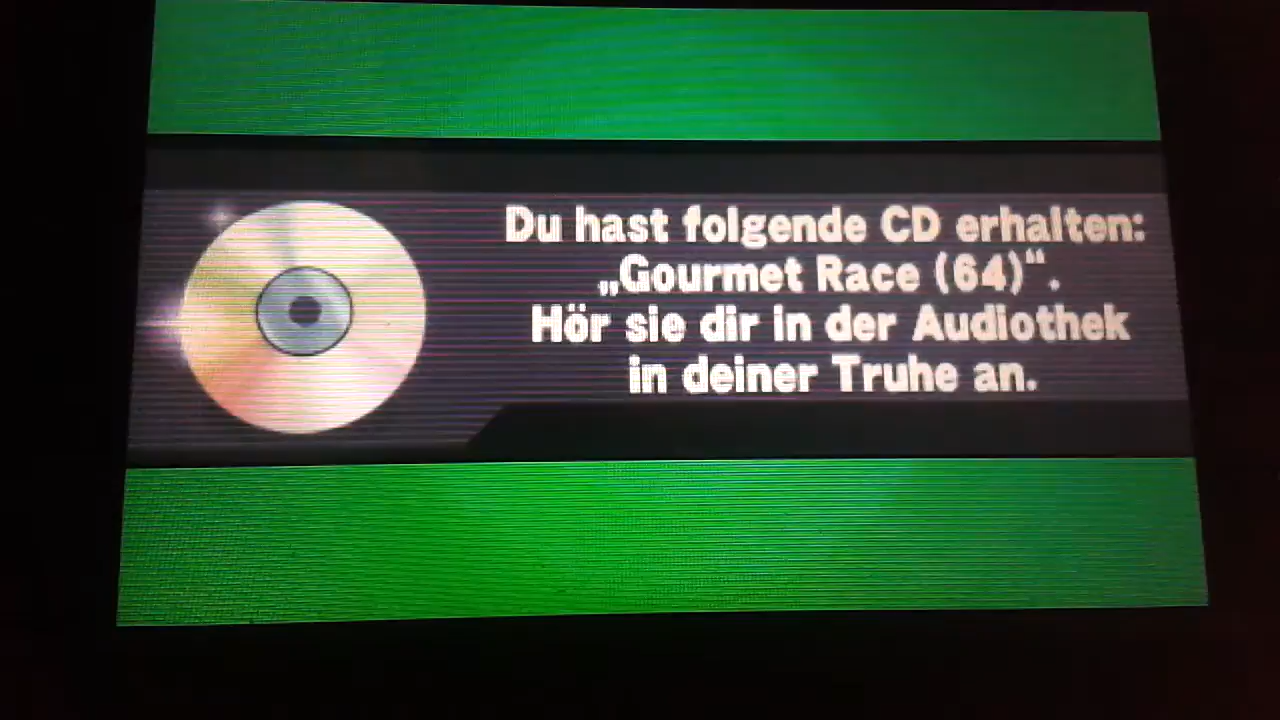 Du hast folgende CD erhalten:
„Gourmet Race (64)“.
Hör sie dir in der Audiothek
in deiner Truhe an.